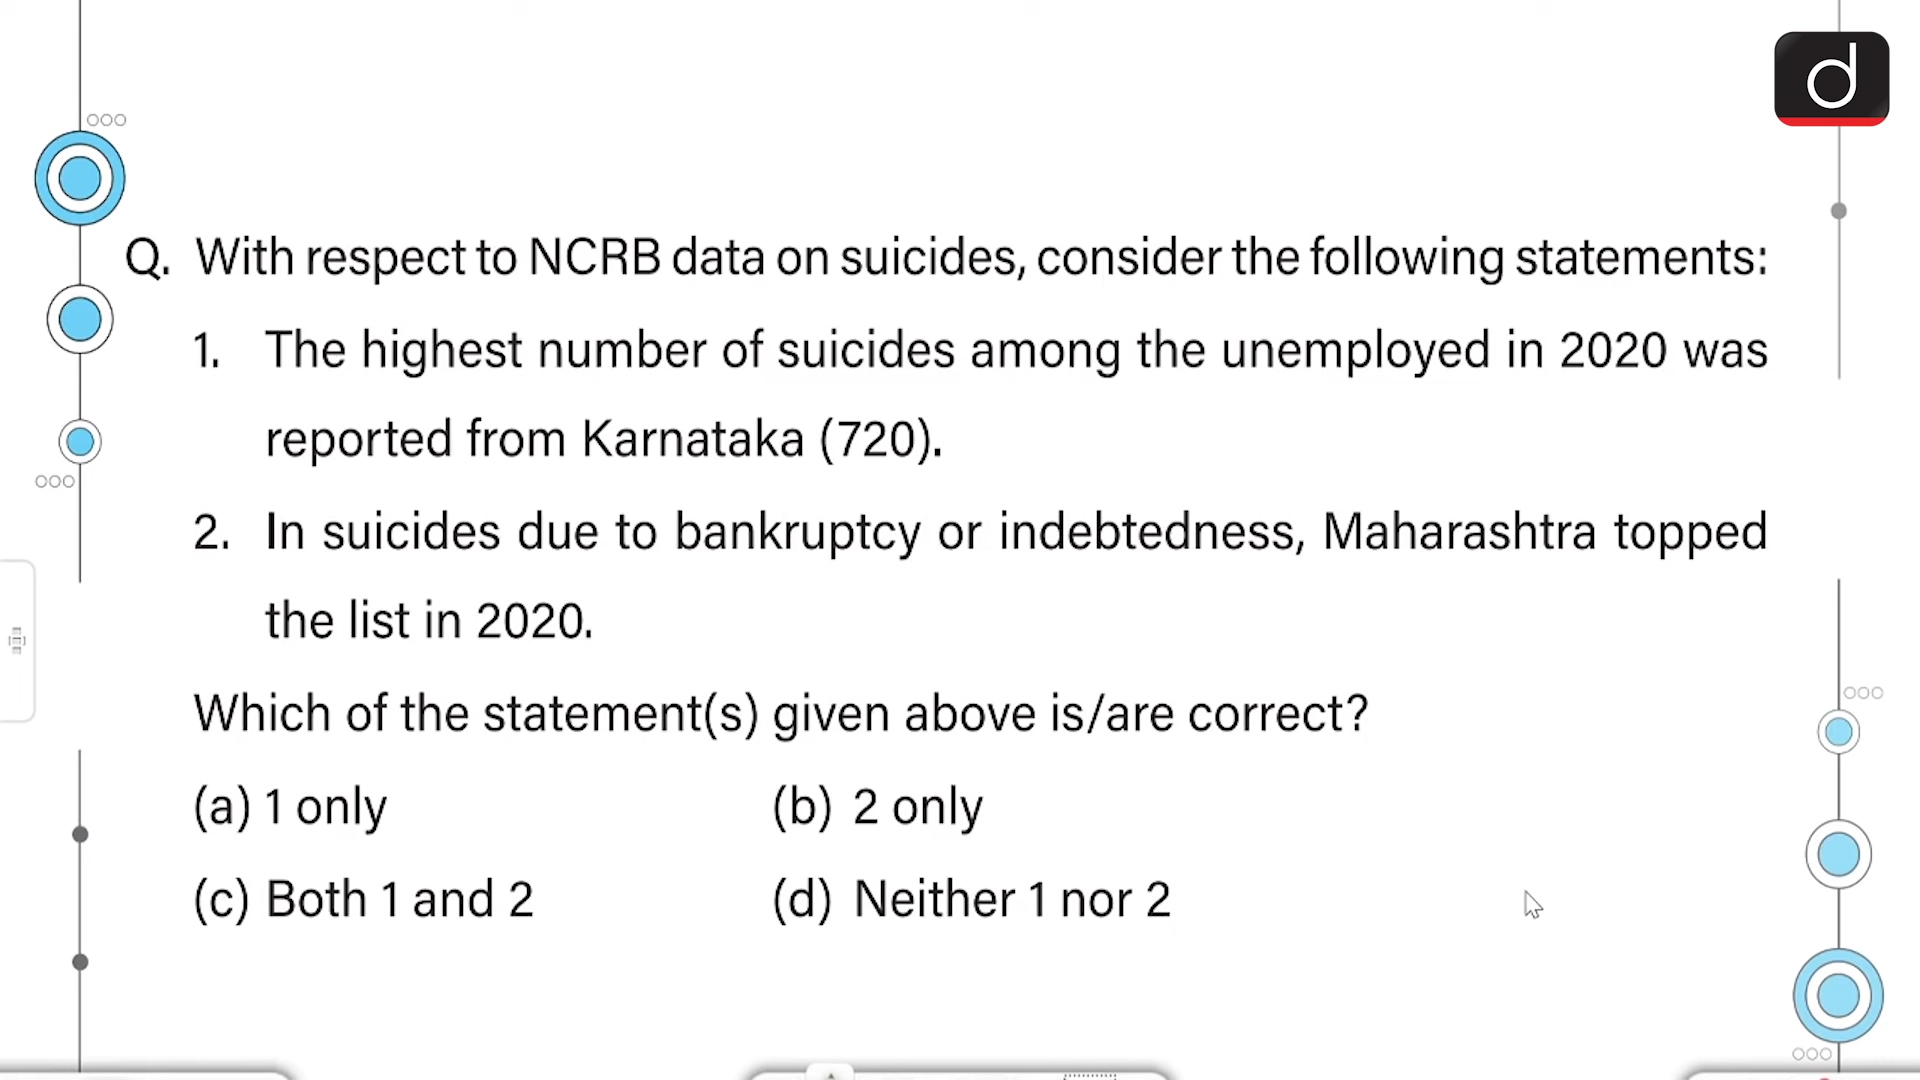 d
Q. With respect to NCRB data on suicides, consider the following statements:
1. The highest number of suicides among the unemployed in 2020 was
reported from Karnataka (720).
2. In suicides due to bankruptcy or indebtedness, Maharashtra topped
the list in 2020.
Which of the statement(s) given above is/are correct?
(a) 1 only (b) 2 only
(c) Both 1 and 2 (d) Neither 1 nor 2